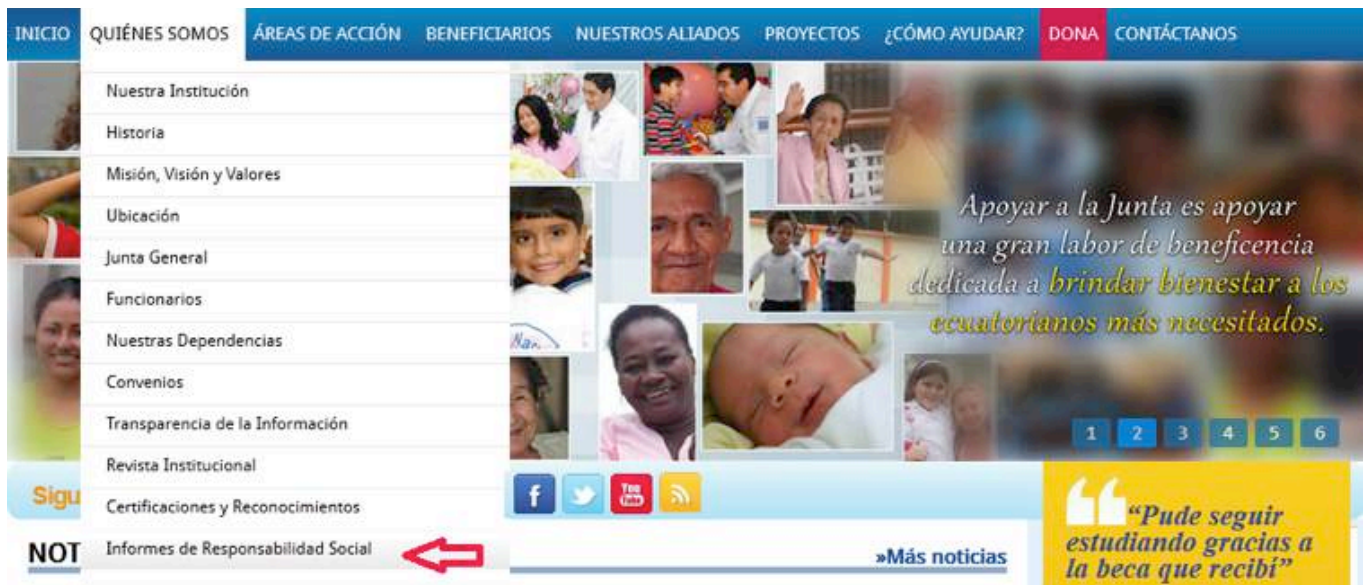 INICIO QUIÉNES SOMOS ÁREAS DE ACCIÓN BENEFICIARIOS NUESTROS ALIADOS PROYECTOS ¿CÓMO AYUDAR? DONA CONTÁCTANOS
Nuestra Institución
Historia
Misión, Visión y Valores
Ubicación
Junta General
Funcionarios
Nuestras Dependencias
Convenios
Transparencia de la Información
Revista Institucional
Certificaciones y Reconocimientos
Informes de Responsabilidad Social
Apoyar a la Junta es apoyar
una gran labor de beneficencia
dedicada a brindar bienestar a los
ecuatorianos más necesitados.
1 2 3 4 5 6
Sigu
f You Tube
NOT
»Más noticias
“Pude seguir
estudiando gracias a
la beca que recibí”